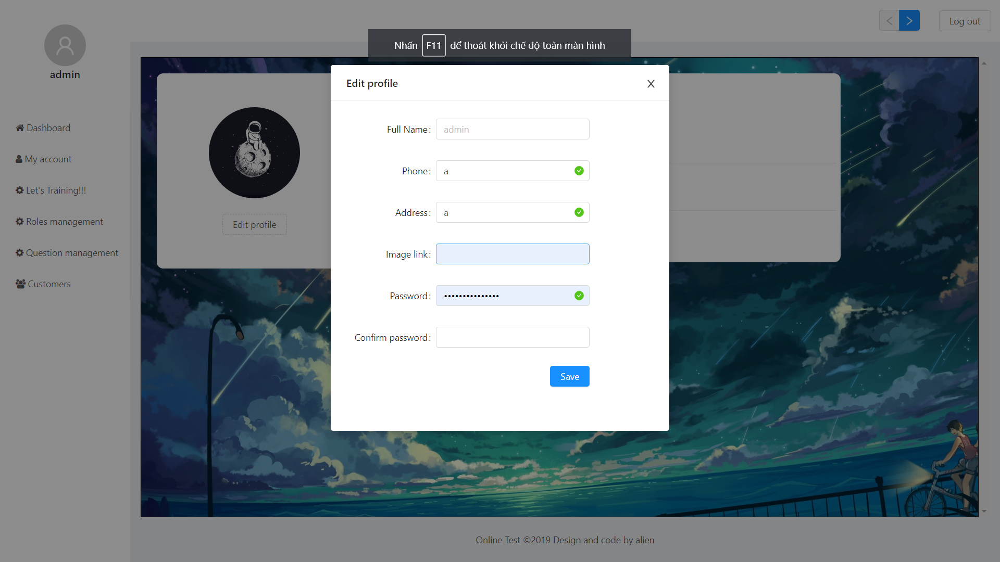 admin
Dashboard
My account
Let's Training!!!
Roles management
Question management
Customers
Log out
Nhấn F11 để thoát khỏi chế độ toàn màn hình
Edit profile
Edit profile
Full Name: admin
Phone: a
Address: a
Image link:
Password: •••••••••••••••
Confirm password:
Save
Online Test ©2019 Design and code by alien